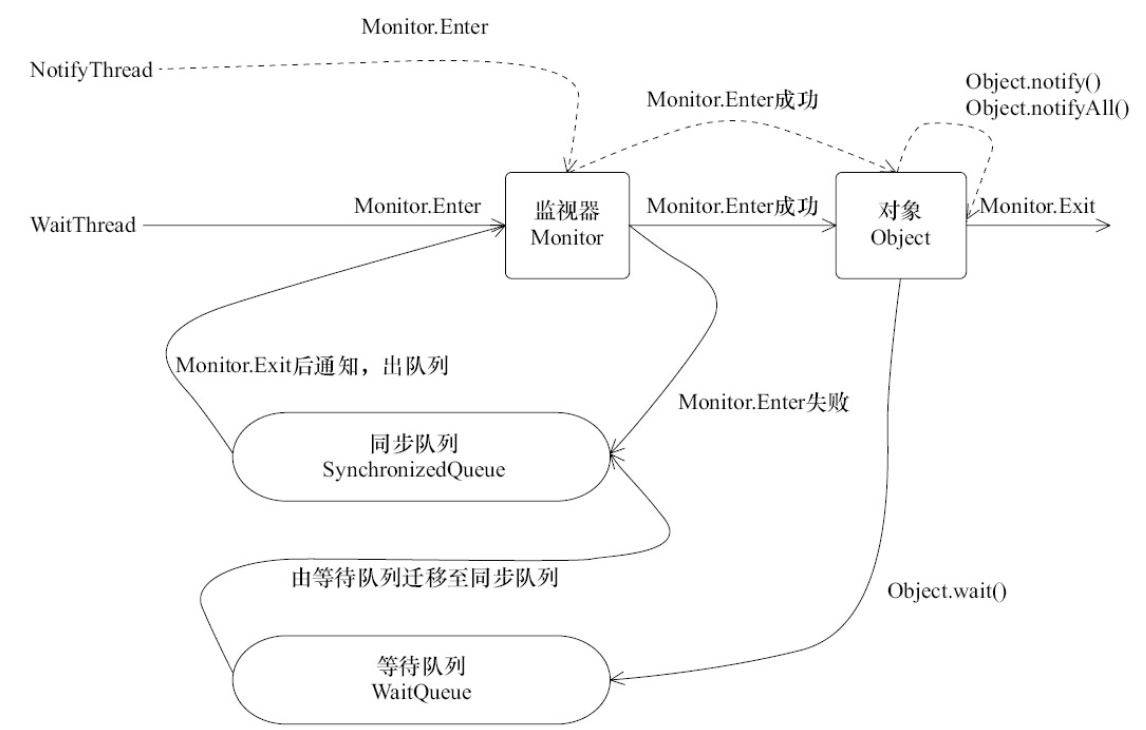 Monitor.Enter
NotifyThread
Object.notify()
Object.notifyAll()
Monitor.Enter成功
WaitThread
Monitor.Enter
监视器
Monitor
Monitor.Enter成功
对象
Object
Monitor.Exit
Monitor.Exit后通知，出队列
Monitor.Enter失败
同步队列
SynchronizedQueue
由等待队列迁移至同步队列
Object.wait()
等待队列
WaitQueue